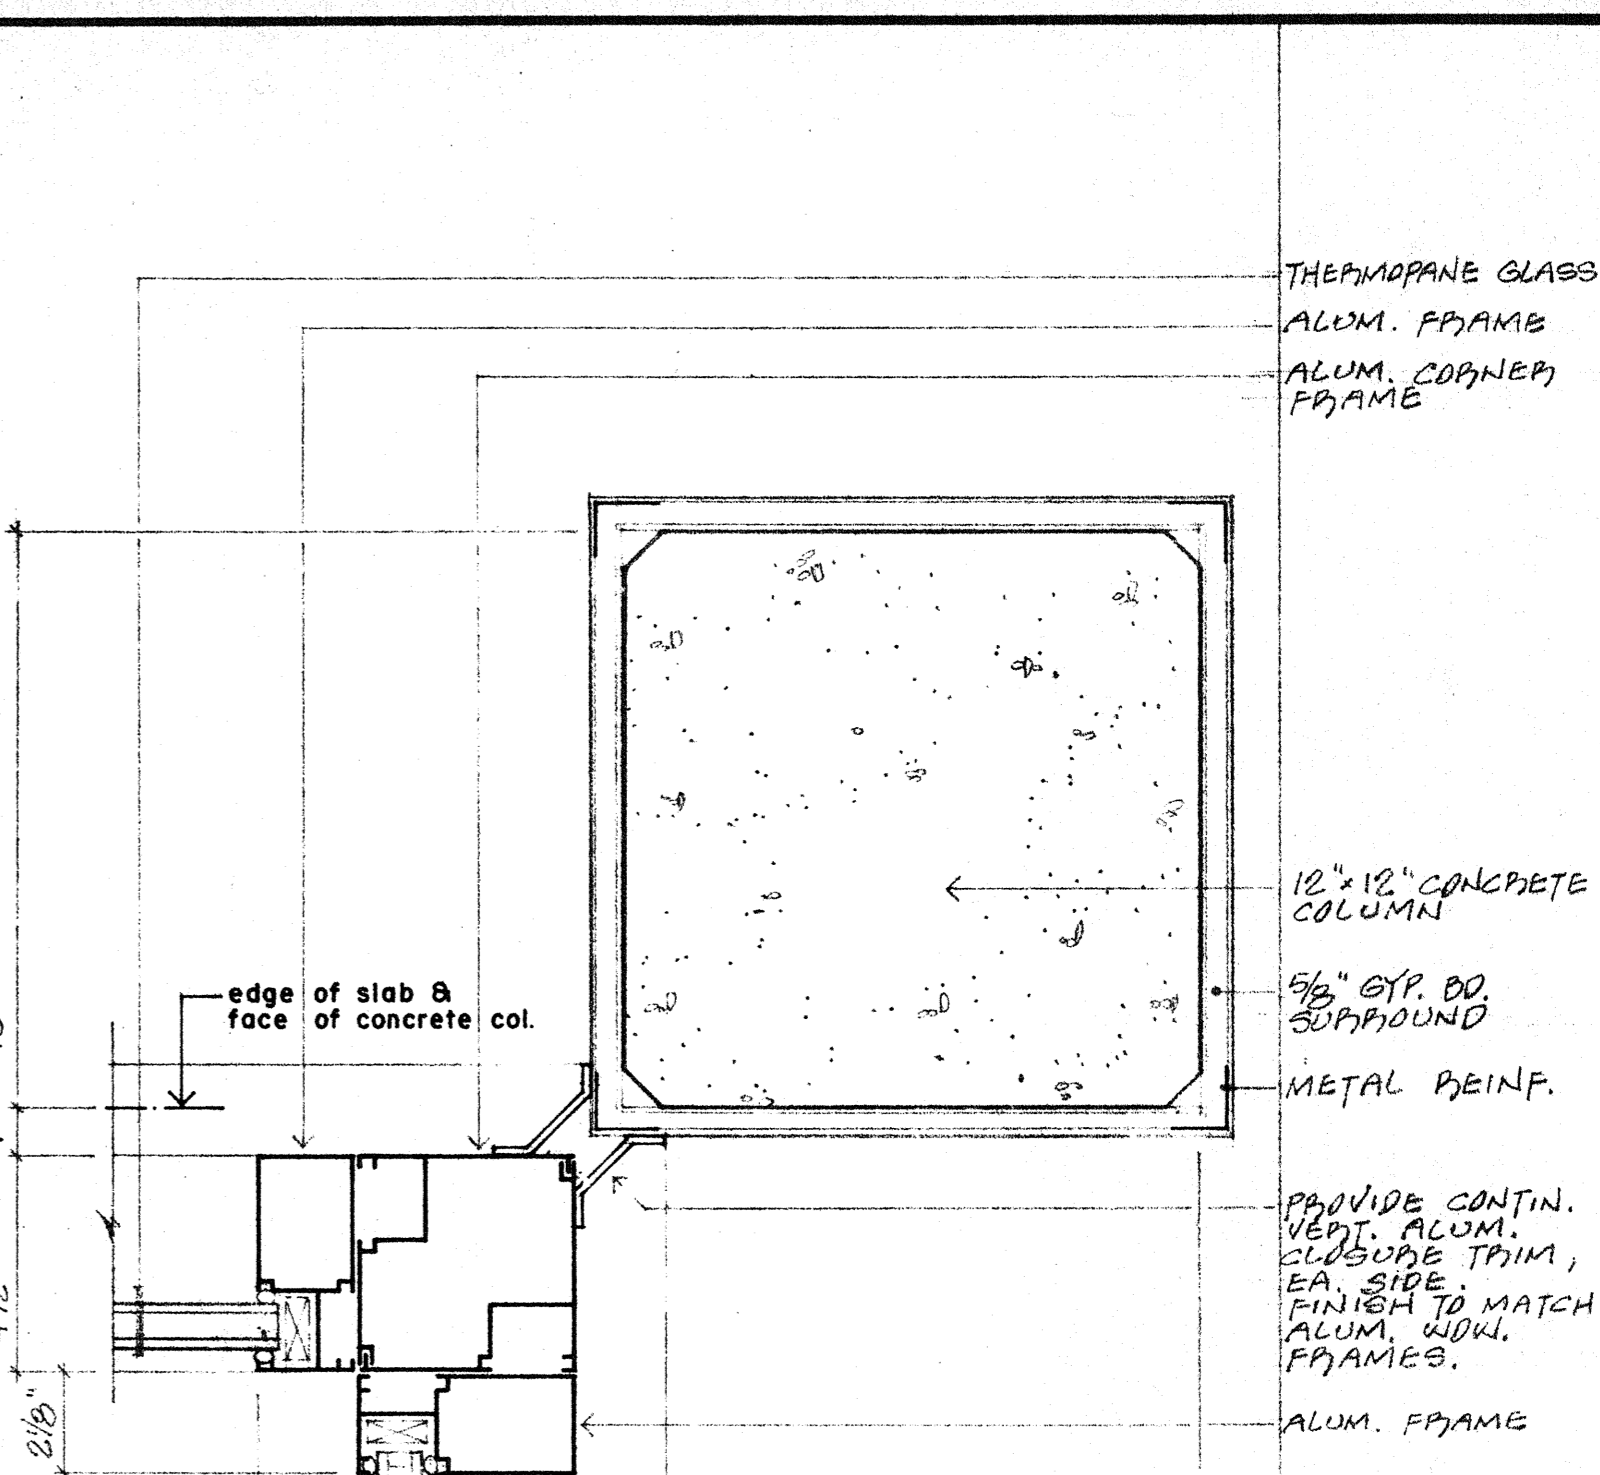 THERMOPANE GLASS
ALUM. FRAME
ALUM. CORNER
FRAME
12"x12" CONCRETE
COLUMN
5/8" GYP. BD.
SURROUND
edge of slab &
face of concrete col.
METAL REINF.
PROVIDE CONTIN.
VERT. ALUM.
CLOSURE TRIM,
EA. SIDE.
FINISH TO MATCH
ALUM. WDW.
FRAMES.
ALUM. FRAME
2 1/8"